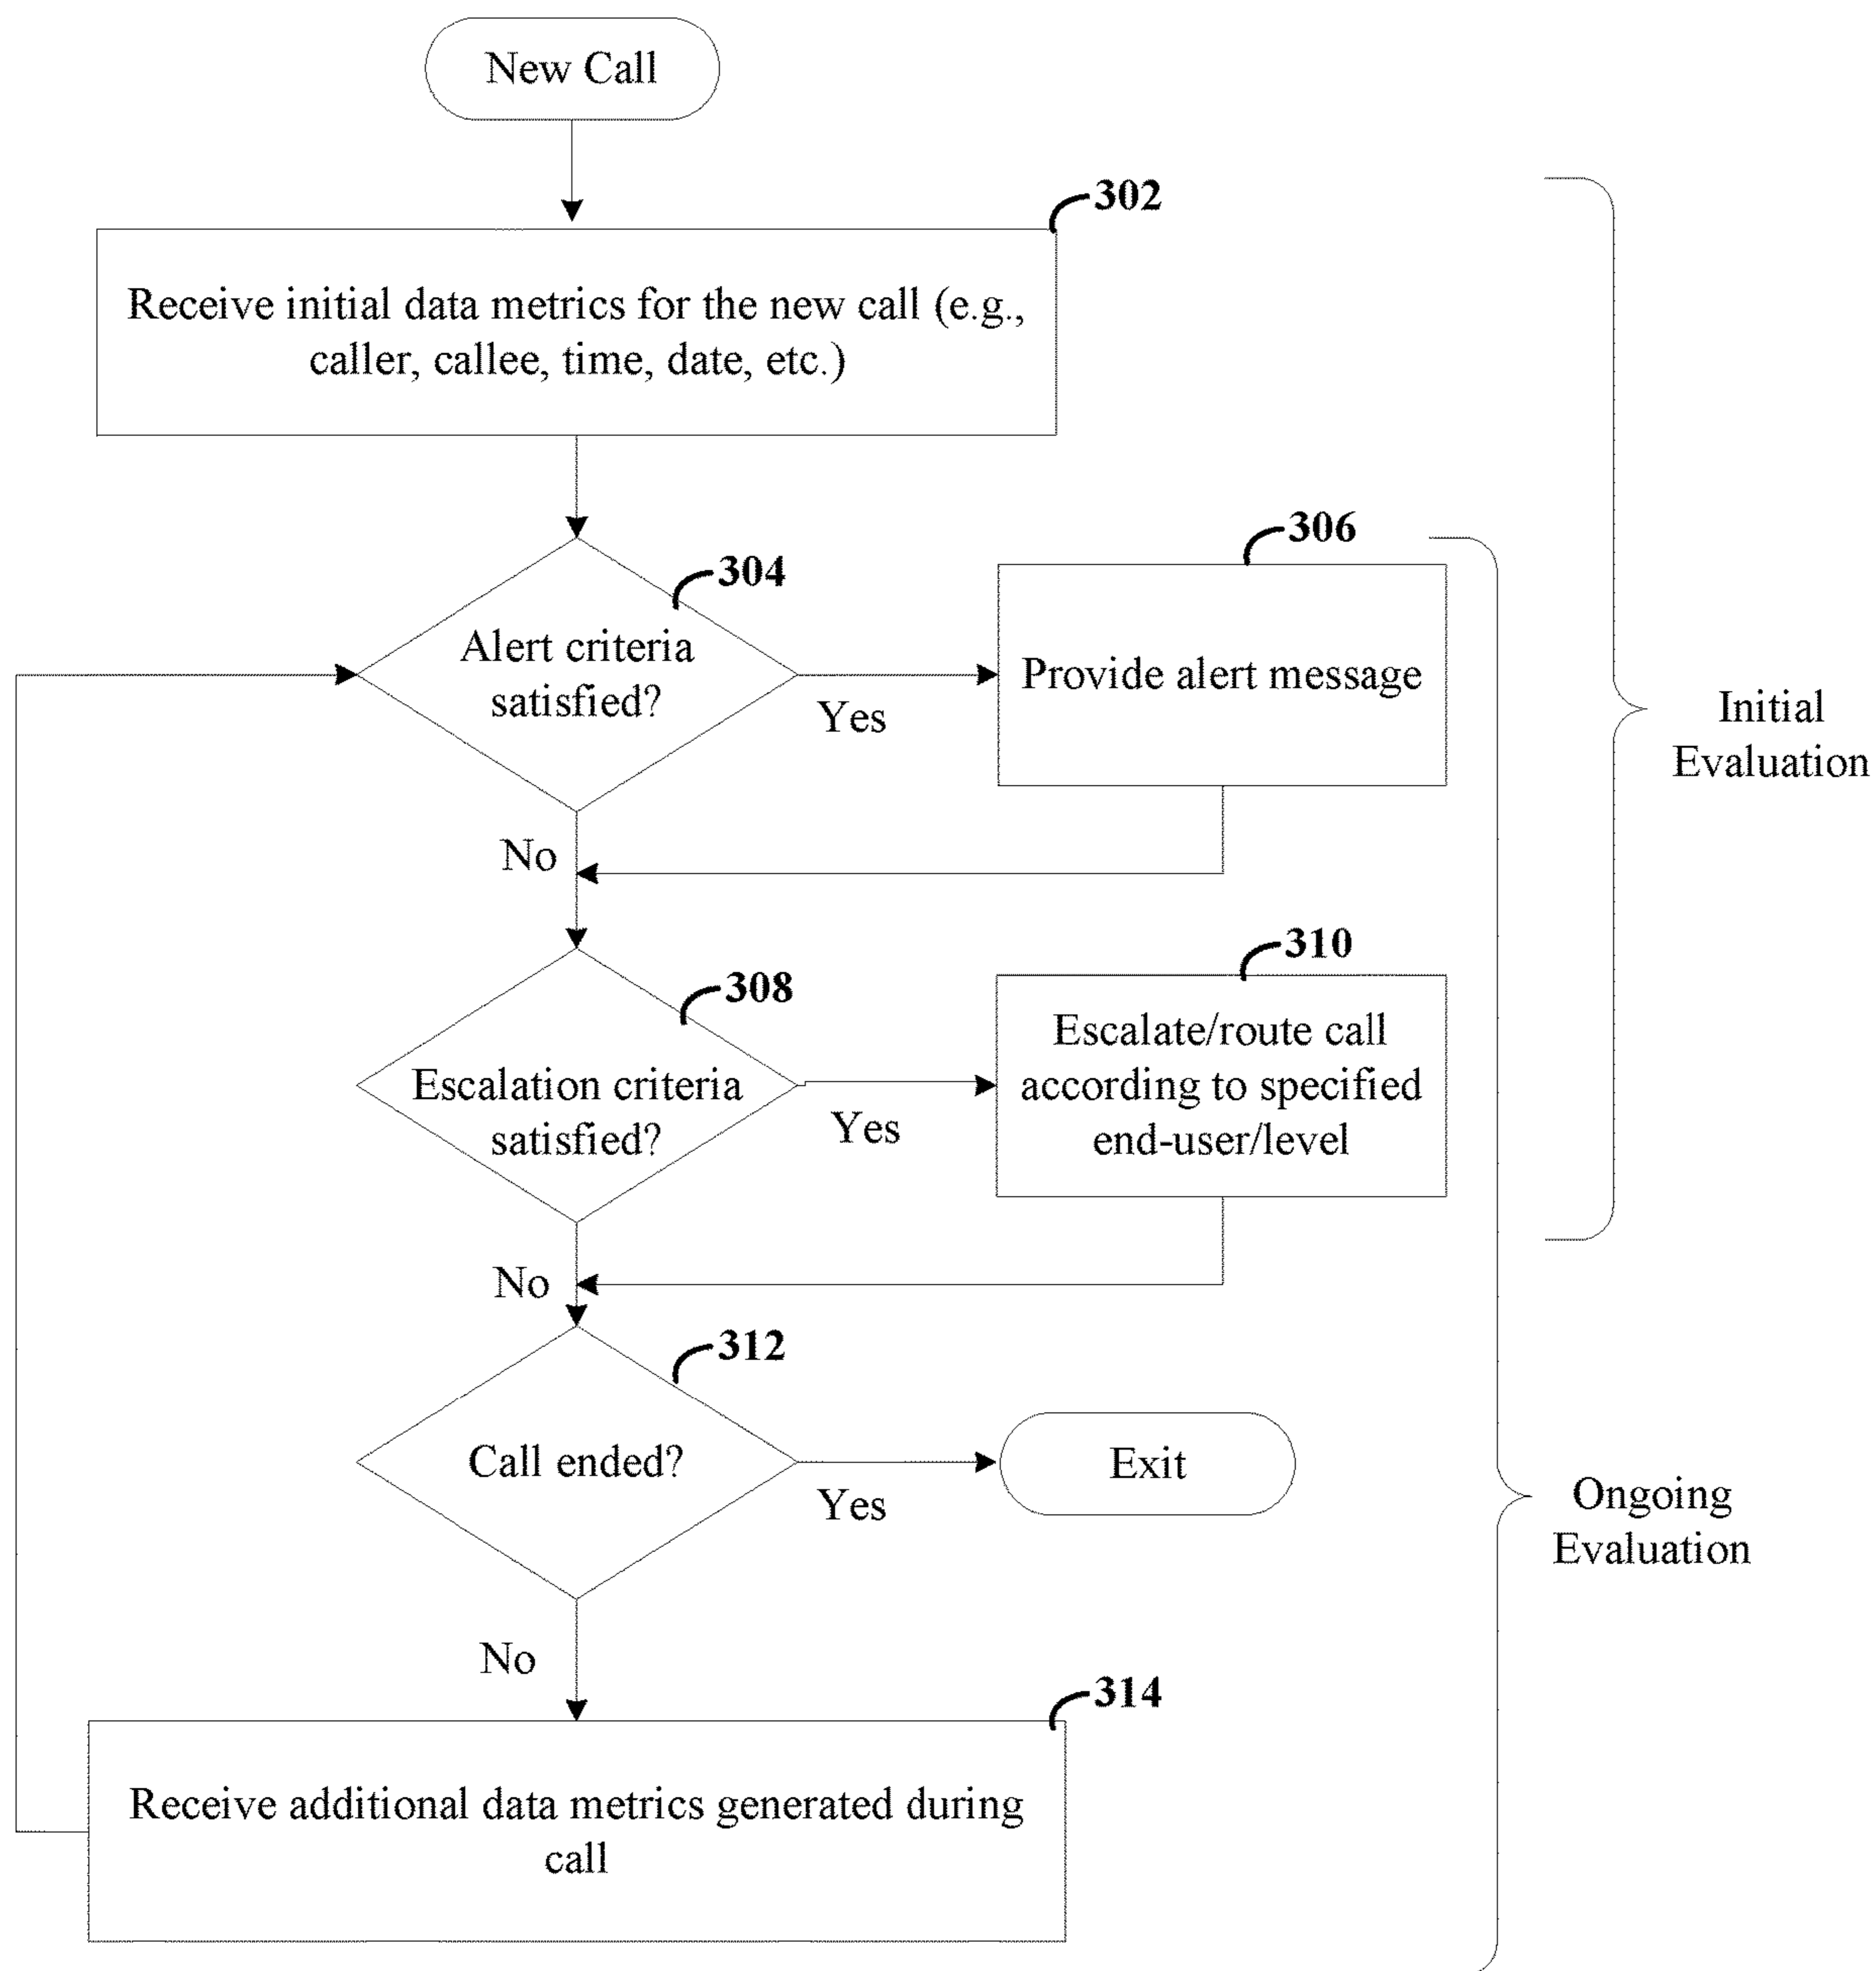 New Call
302
Receive initial data metrics for the new call (e.g.,
caller, callee, time, date, etc.)
304
Alert criteria
satisfied?
Yes
306
Provide alert message
Initial
Evaluation
No
308
Escalation criteria
satisfied?
Yes
310
Escalate/route call
according to specified
end-user/level
No
312
Call ended?
Yes
Exit
Ongoing
Evaluation
No
314
Receive additional data metrics generated during
call